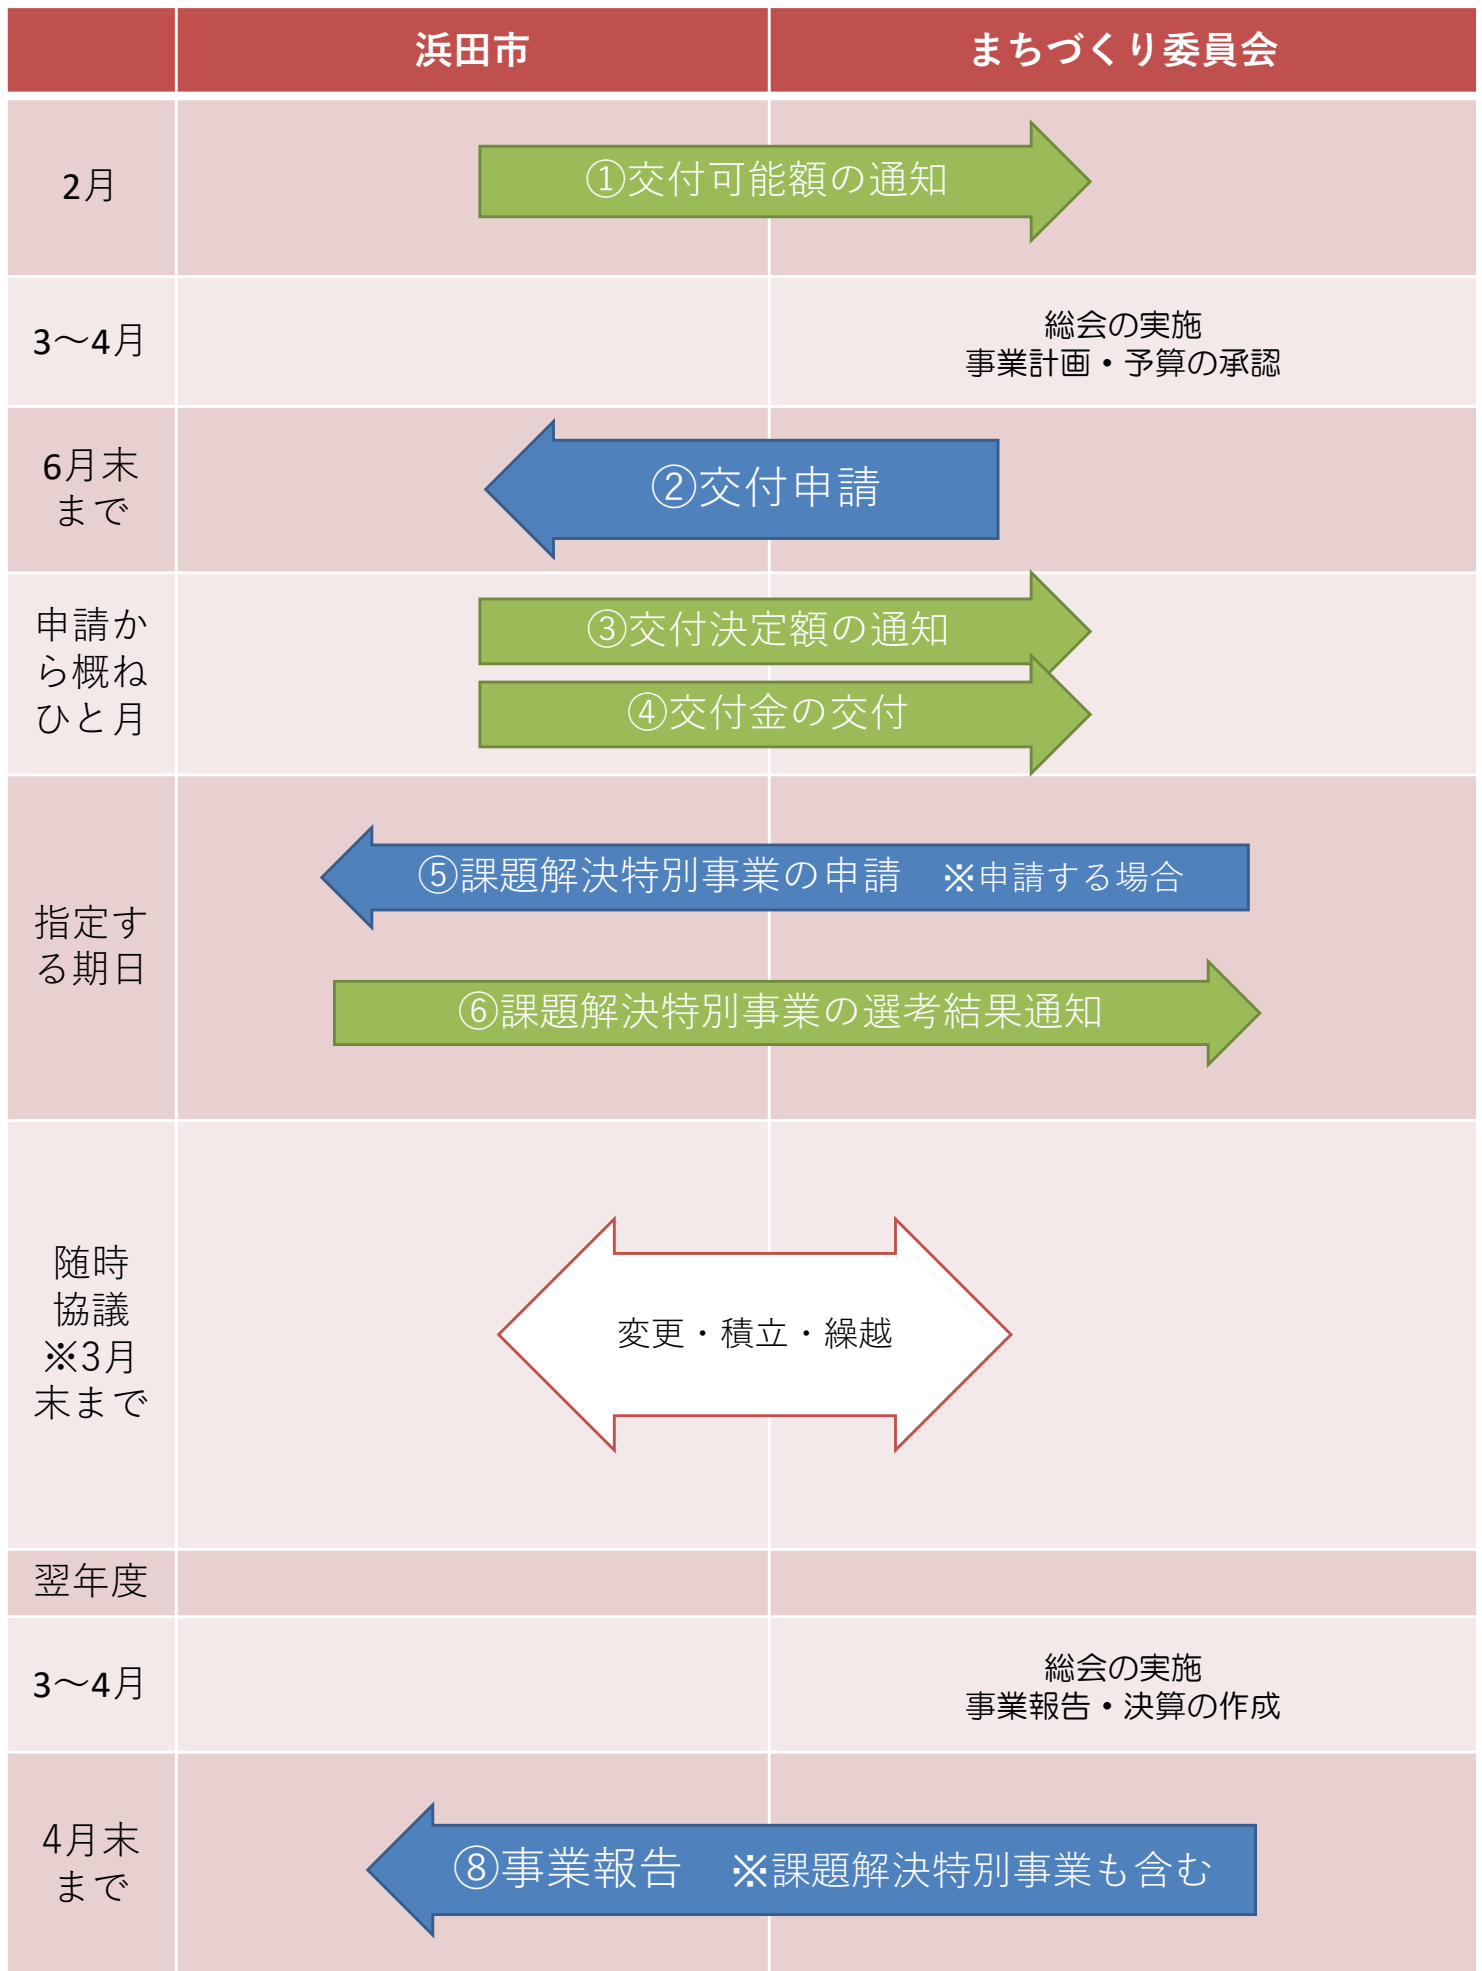 浜田市
まちづくり委員会
2月
①交付可能額の通知
3～4月
総会の実施
事業計画・予算の承認
6月末
まで
②交付申請
申請か
ら概ね
ひと月
③交付決定額の通知
④交付金の交付
指定す
る期日
⑤課題解決特別事業の申請　※申請する場合
⑥課題解決特別事業の選考結果通知
随時
協議
※3月
末まで
変更・積立・繰越
翌年度
3～4月
総会の実施
事業報告・決算の作成
4月末
まで
⑧事業報告　※課題解決特別事業も含む